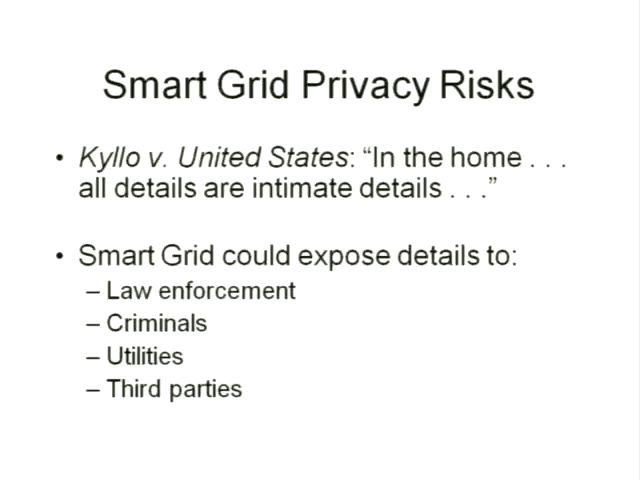 Smart Grid Privacy Risks
• Kyllo v. United States: “In the home . . .
all details are intimate details . . .”
• Smart Grid could expose details to:
– Law enforcement
– Criminals
– Utilities
– Third parties